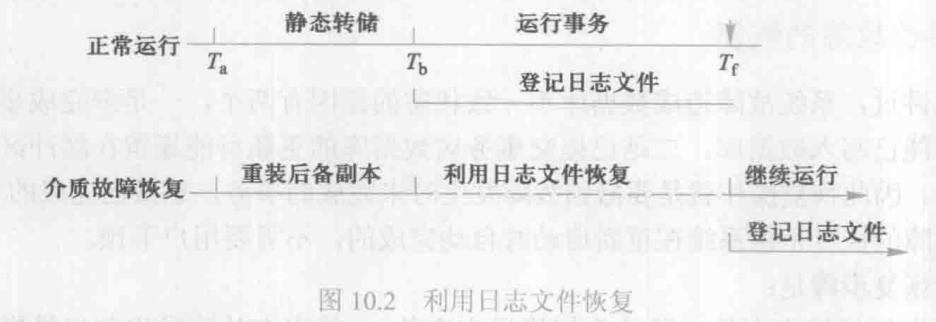 静态转储 运行事务
正常运行
Ta Tb Tf
登记日志文件
介质故障恢复 重装后备副本 利用日志文件恢复 继续运行
登记日志文件
图 10.2 利用日志文件恢复